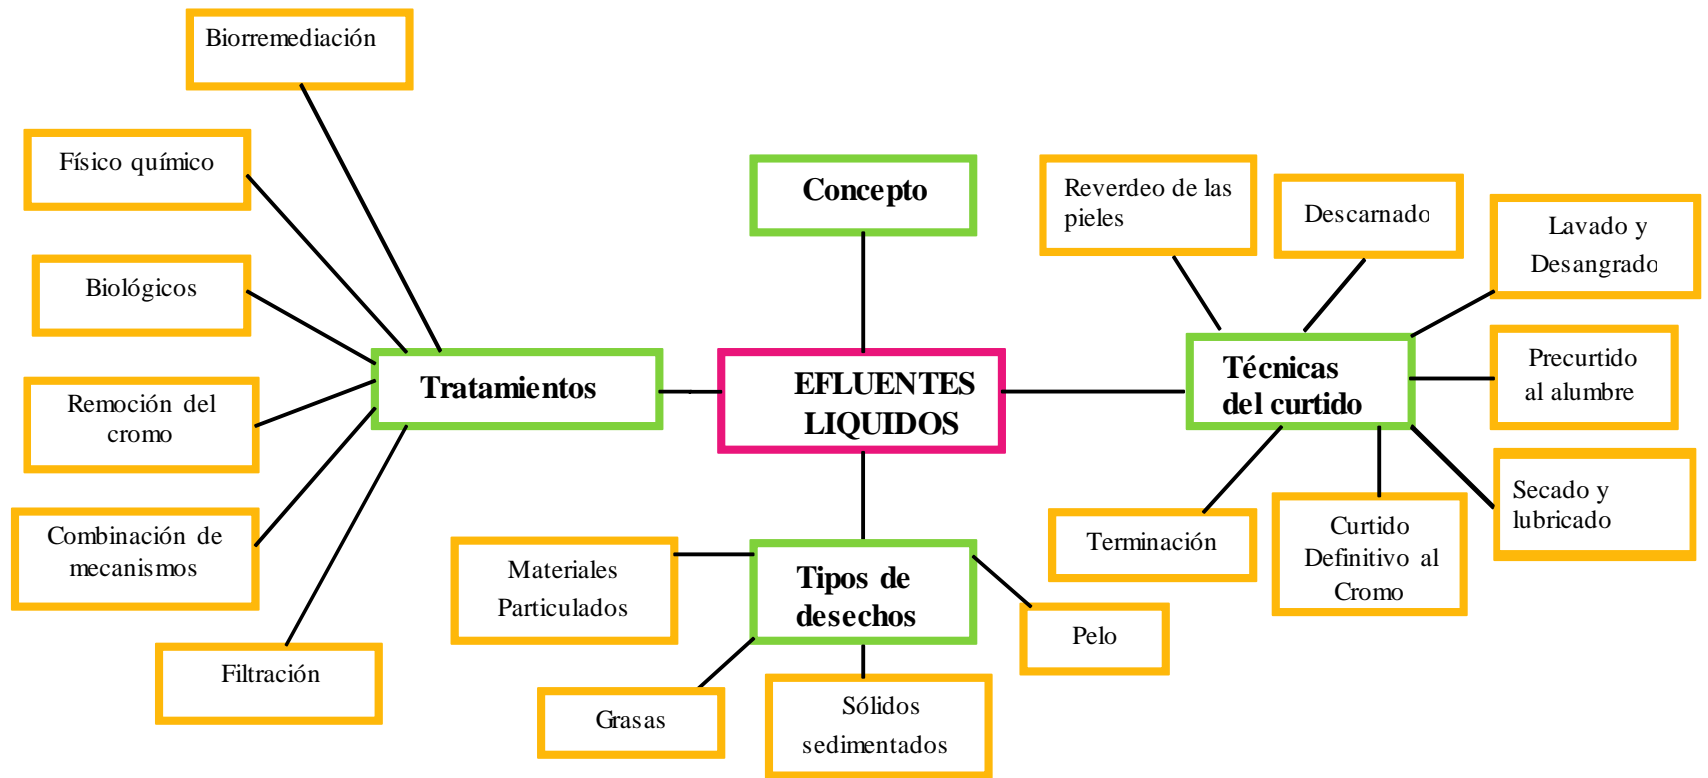 Biorremediación
Físico químico
Biológicos
Remoción del
cromo
Combinación de
mecanismos
Filtración
Tratamientos
Concepto
EFLUENTES
LIQUIDOS
Tipos de
desechos
Materiales
Particulados
Grasas
Sólidos
sedimentados
Pelo
Técnicas
del curtido
Reverdeo de las
pieles
Descarnado
Lavado y
Desangrado
Precurtido
al alumbre
Secado y
lubricado
Curtido
Definitivo al
Cromo
Terminación